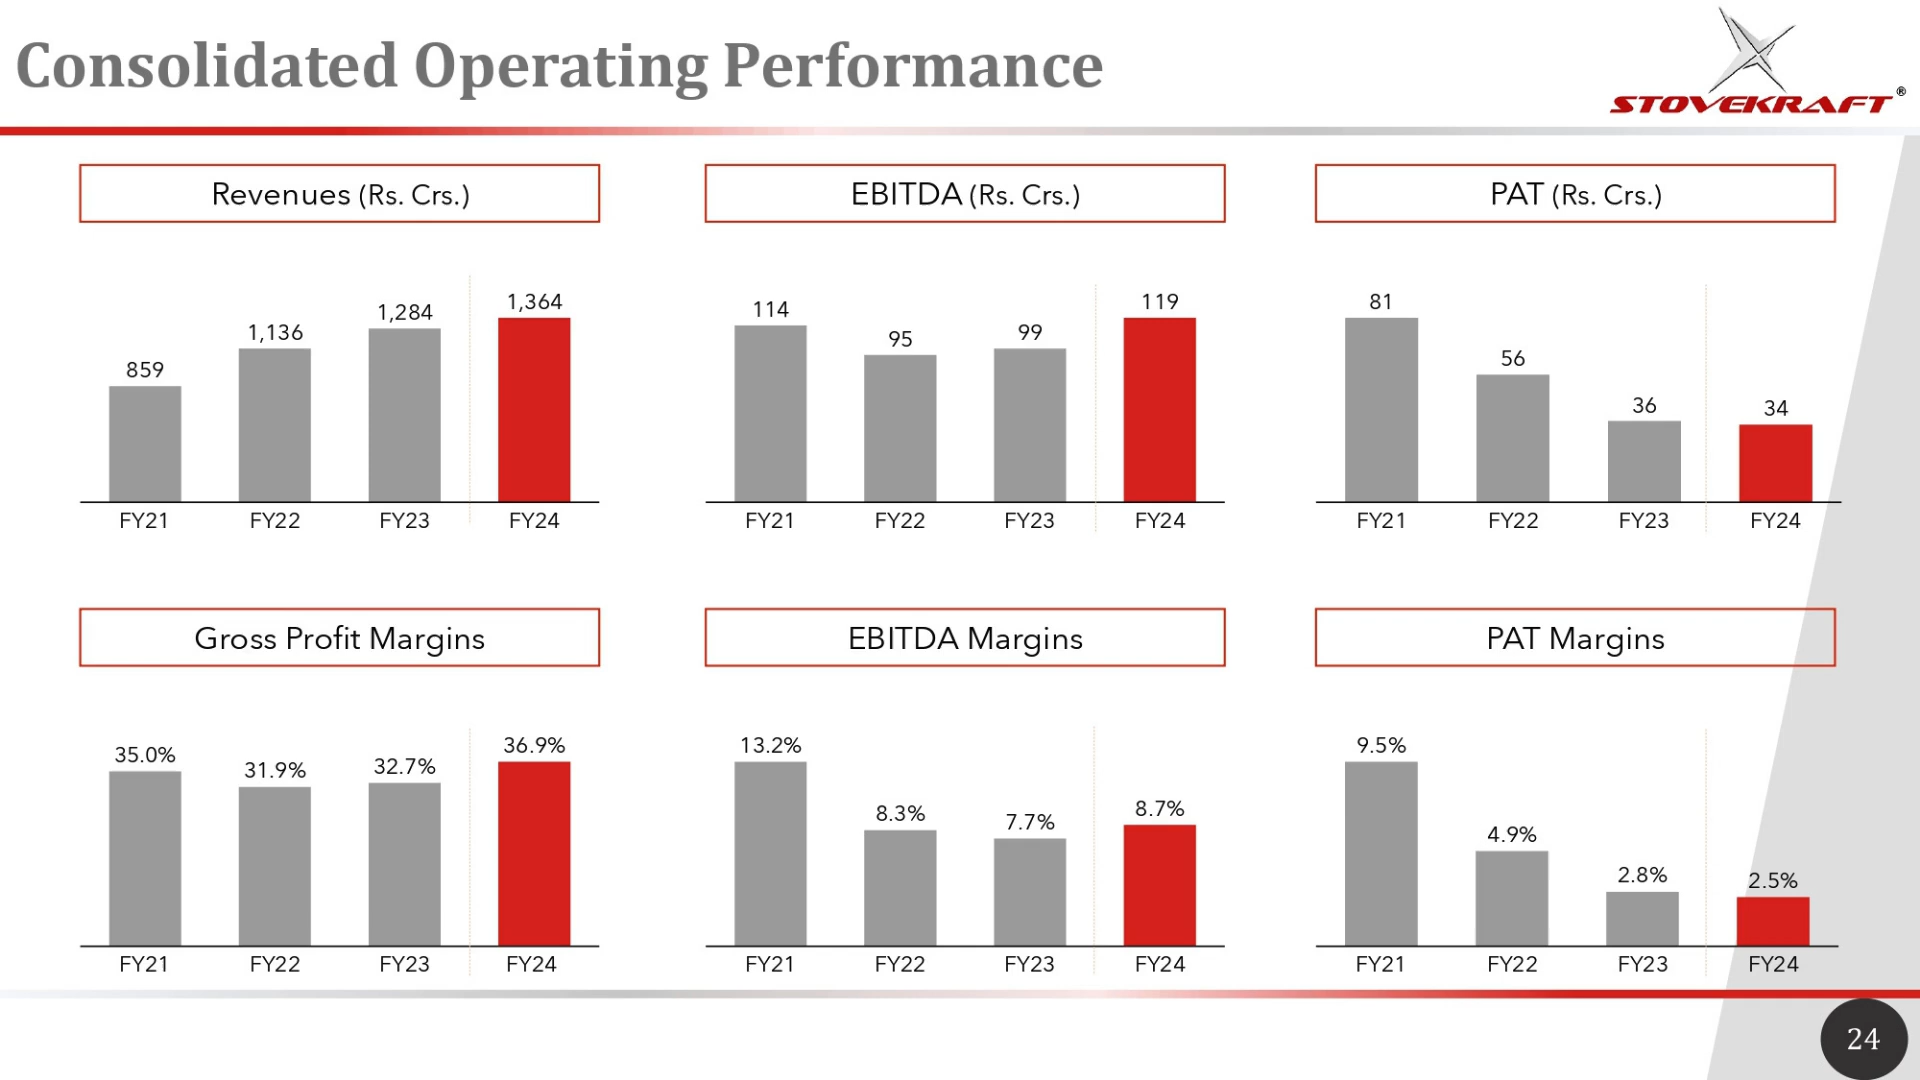 Consolidated Operating Performance
STOVEKRAFT®
Revenues (Rs. Crs.)
859
1,136
1,284
1,364
FY21
FY22
FY23
FY24
EBITDA (Rs. Crs.)
114
95
99
119
FY21
FY22
FY23
FY24
PAT (Rs. Crs.)
81
56
36
34
FY21
FY22
FY23
FY24
Gross Profit Margins
35.0%
31.9%
32.7%
36.9%
FY21
FY22
FY23
FY24
EBITDA Margins
13.2%
8.3%
7.7%
8.7%
FY21
FY22
FY23
FY24
PAT Margins
9.5%
4.9%
2.8%
2.5%
FY21
FY22
FY23
FY24
24